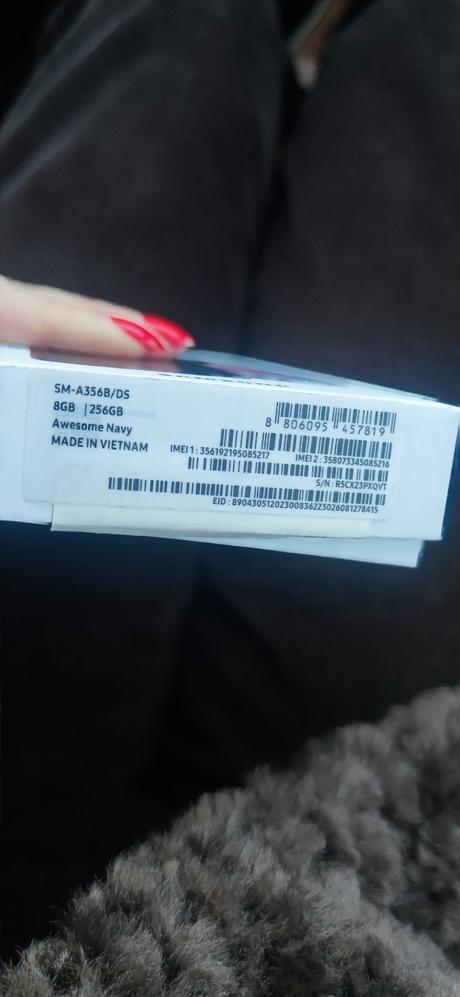 SM-A356B/DS
8GB | 256GB
Awesome Navy
MADE IN VIETNAM
8 806095 457819
IMEI 1: 356192195085217
IMEI 2: 358073345085216
S/N: R5CX23PXQVT
EID: 89043051202300836223026081278415